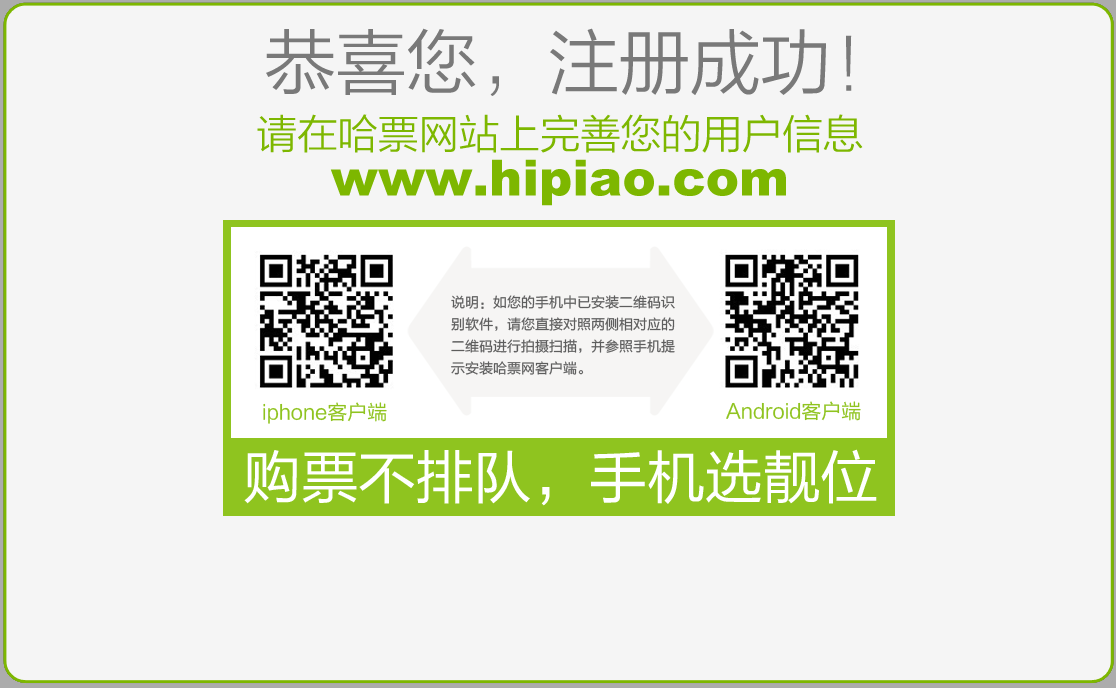 恭喜您，注册成功！
请在哈票网站上完善您的用户信息
www.hipiao.com
说明：如您的手机中已安装二维码识
别软件，请您直接对照两侧相对应的
二维码进行拍摄扫描，并参照手机提
示安装哈票网客户端。
iphone客户端
Android客户端
购票不排队，手机选靓位